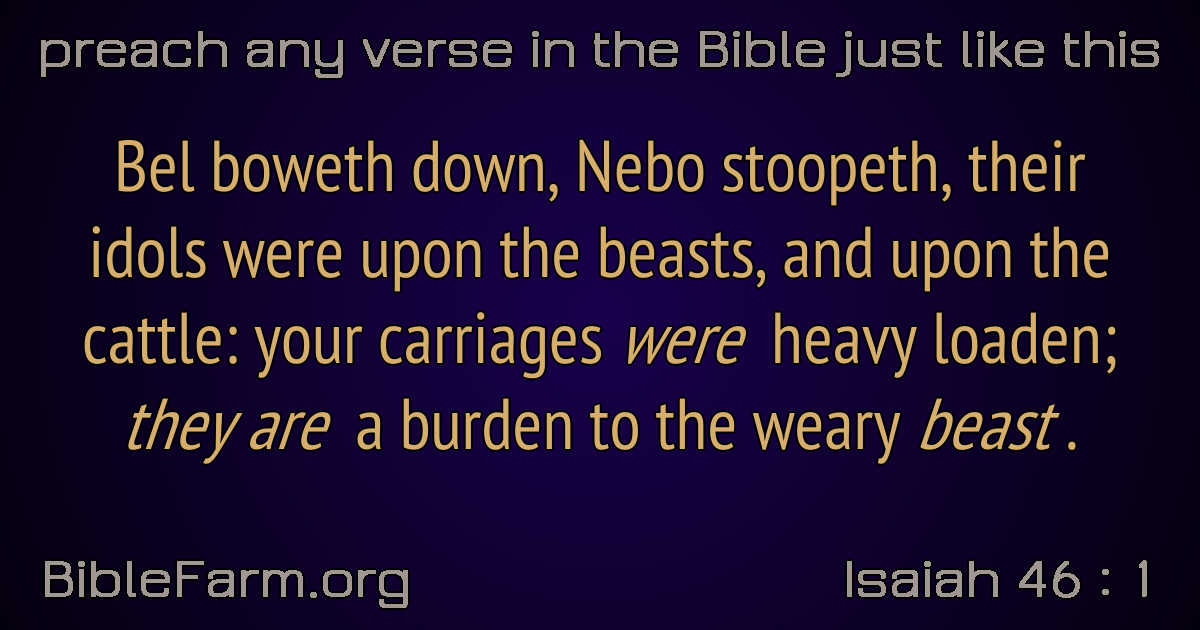 preach any verse in the Bible just like this
Bel boweth down, Nebo stoopeth, their
idols were upon the beasts, and upon the
cattle: your carriages were heavy loaden;
they are a burden to the weary beast .
BibleFarm.org
Isaiah 46 : 1